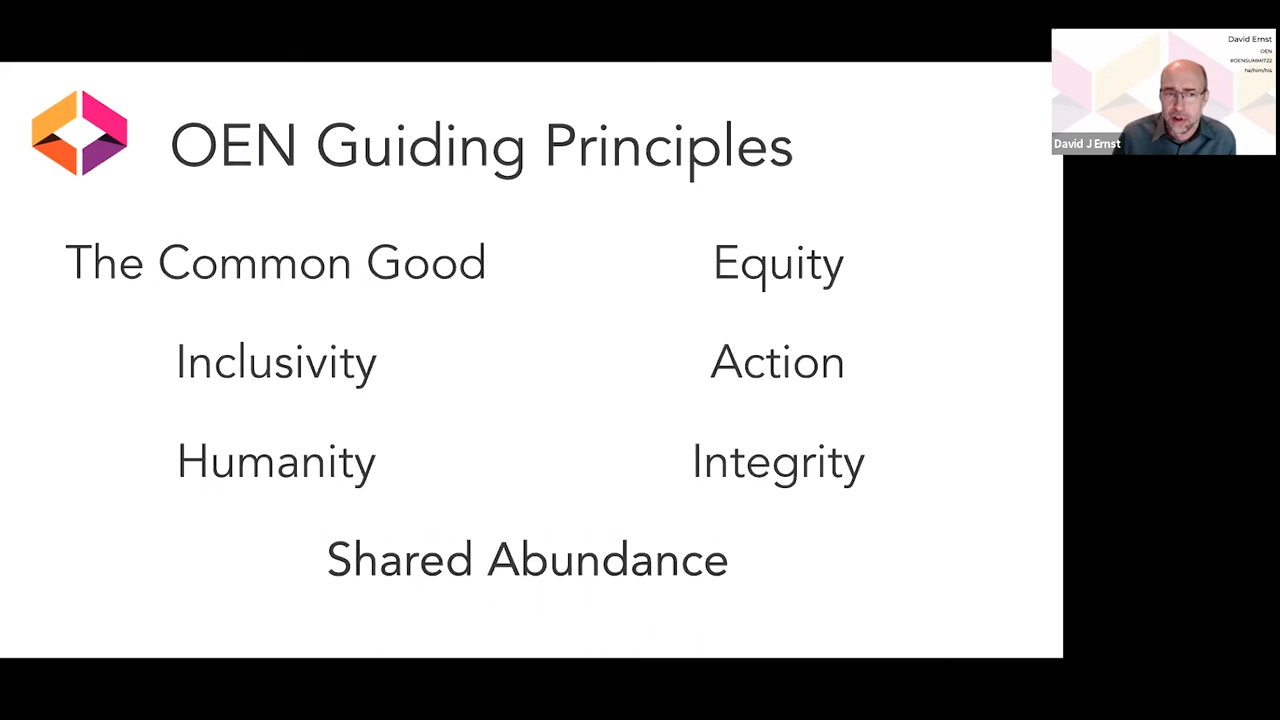 OEN Guiding Principles
The Common Good
Equity
Inclusivity
Action
Humanity
Integrity
Shared Abundance
David Ernst
OEN
#OENSUMMIT22
he/him/his
David J Ernst